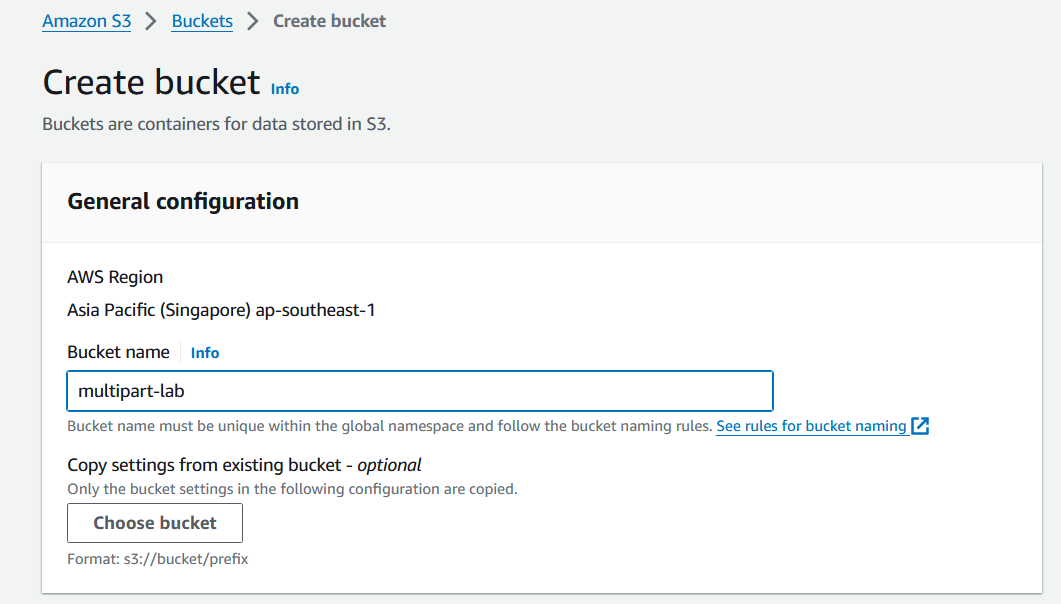 Amazon S3 > Buckets > Create bucket
Create bucket Info
Buckets are containers for data stored in S3.
General configuration
AWS Region
Asia Pacific (Singapore) ap-southeast-1
Bucket name Info
multipart-lab
Bucket name must be unique within the global namespace and follow the bucket naming rules. See rules for bucket naming
Copy settings from existing bucket - optional
Only the bucket settings in the following configuration are copied.
Choose bucket
Format: s3://bucket/prefix